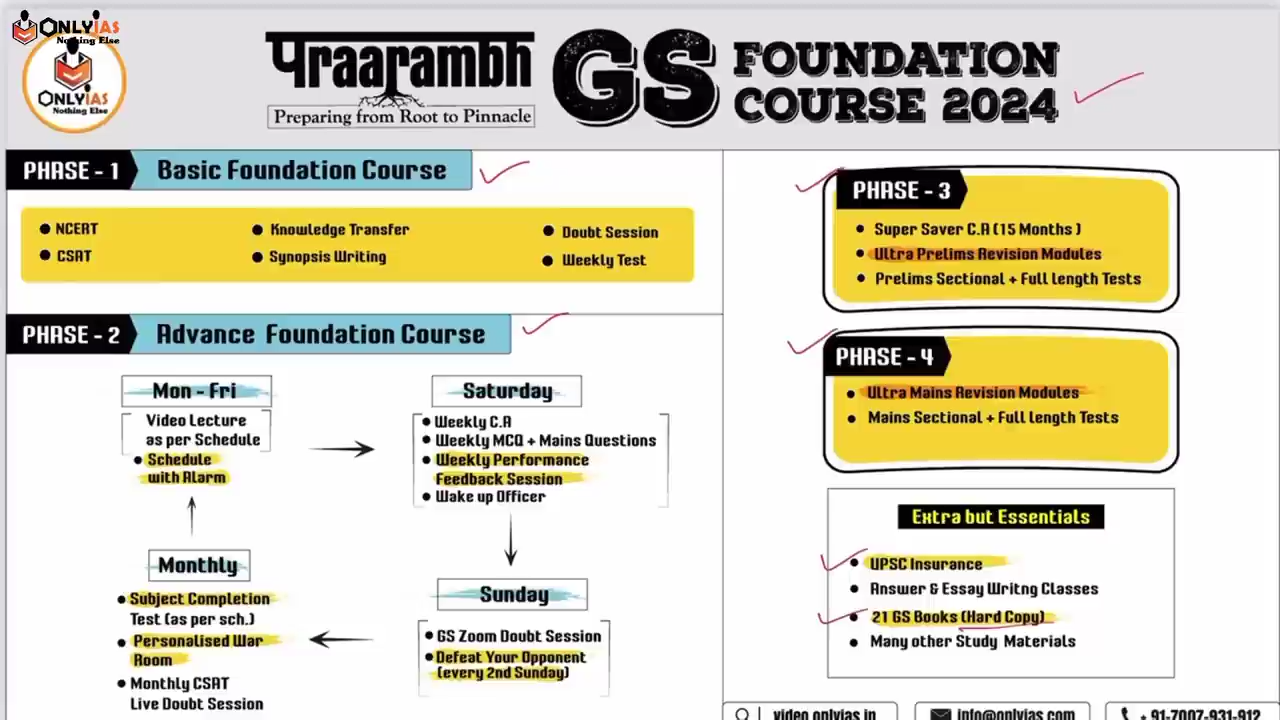 ONLYIAS
Nothing Else
ONLYIAS
Nothing Else
Praarambh
Preparing from Root to Pinnacle
GS FOUNDATION
COURSE 2024
PHASE - 1 Basic Foundation Course
● NCERT ● Knowledge Transfer ● Doubt Session
● CSAT ● Synopsis Writing ● Weekly Test
PHASE - 2 Advance Foundation Course
Mon - Fri
Video Lecture
as per Schedule
● Schedule
with Alarm
Saturday
● Weekly C.A
● Weekly MCQ + Mains Questions
● Weekly Performance
Feedback Session
● Wake up Officer
Monthly
● Subject Completion
Test (as per sch.)
● Personalised War
Room
● Monthly CSAT
Live Doubt Session
Sunday
● GS Zoom Doubt Session
● Defeat Your Opponent
(every 2nd Sunday)
PHASE - 3
● Super Saver C.A (15 Months )
● Ultra Prelims Revision Modules
● Prelims Sectional + Full length Tests
PHASE - 4
● Ultra Mains Revision Modules
● Mains Sectional + Full length Tests
Extra but Essentials
● UPSC Insurance
● Answer & Essay Writng Classes
● 21 GS Books (Hard Copy)
● Many other Study Materials
video.onlyias.in
info@onlyias.com
+ 91-7007-931-912